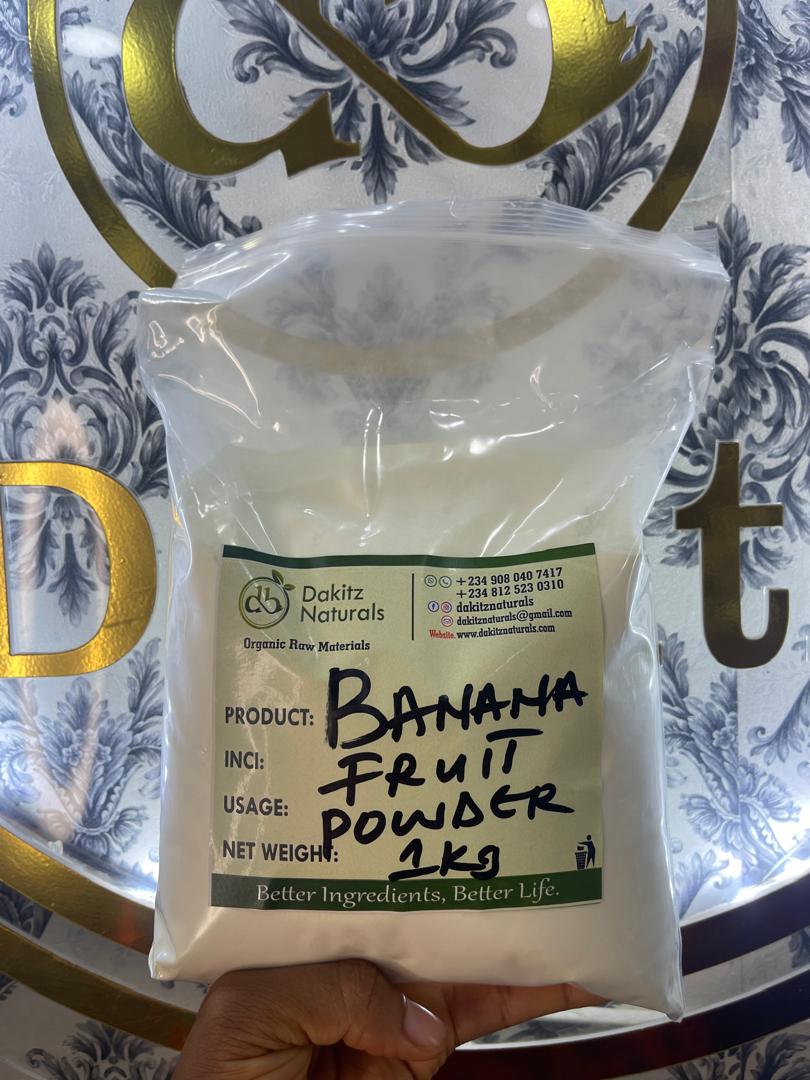 D t
db
Dakitz
Naturals
Organic Raw Materials
+234 908 040 7417
+234 812 523 0310
dakitznaturals
dakitznaturals@gmail.com
Website. www.dakitznaturals.com
PRODUCT: BANANA
INCI: FRUIT
USAGE: POWDER
NET WEIGHT: 1Kg
Better Ingredients, Better Life.